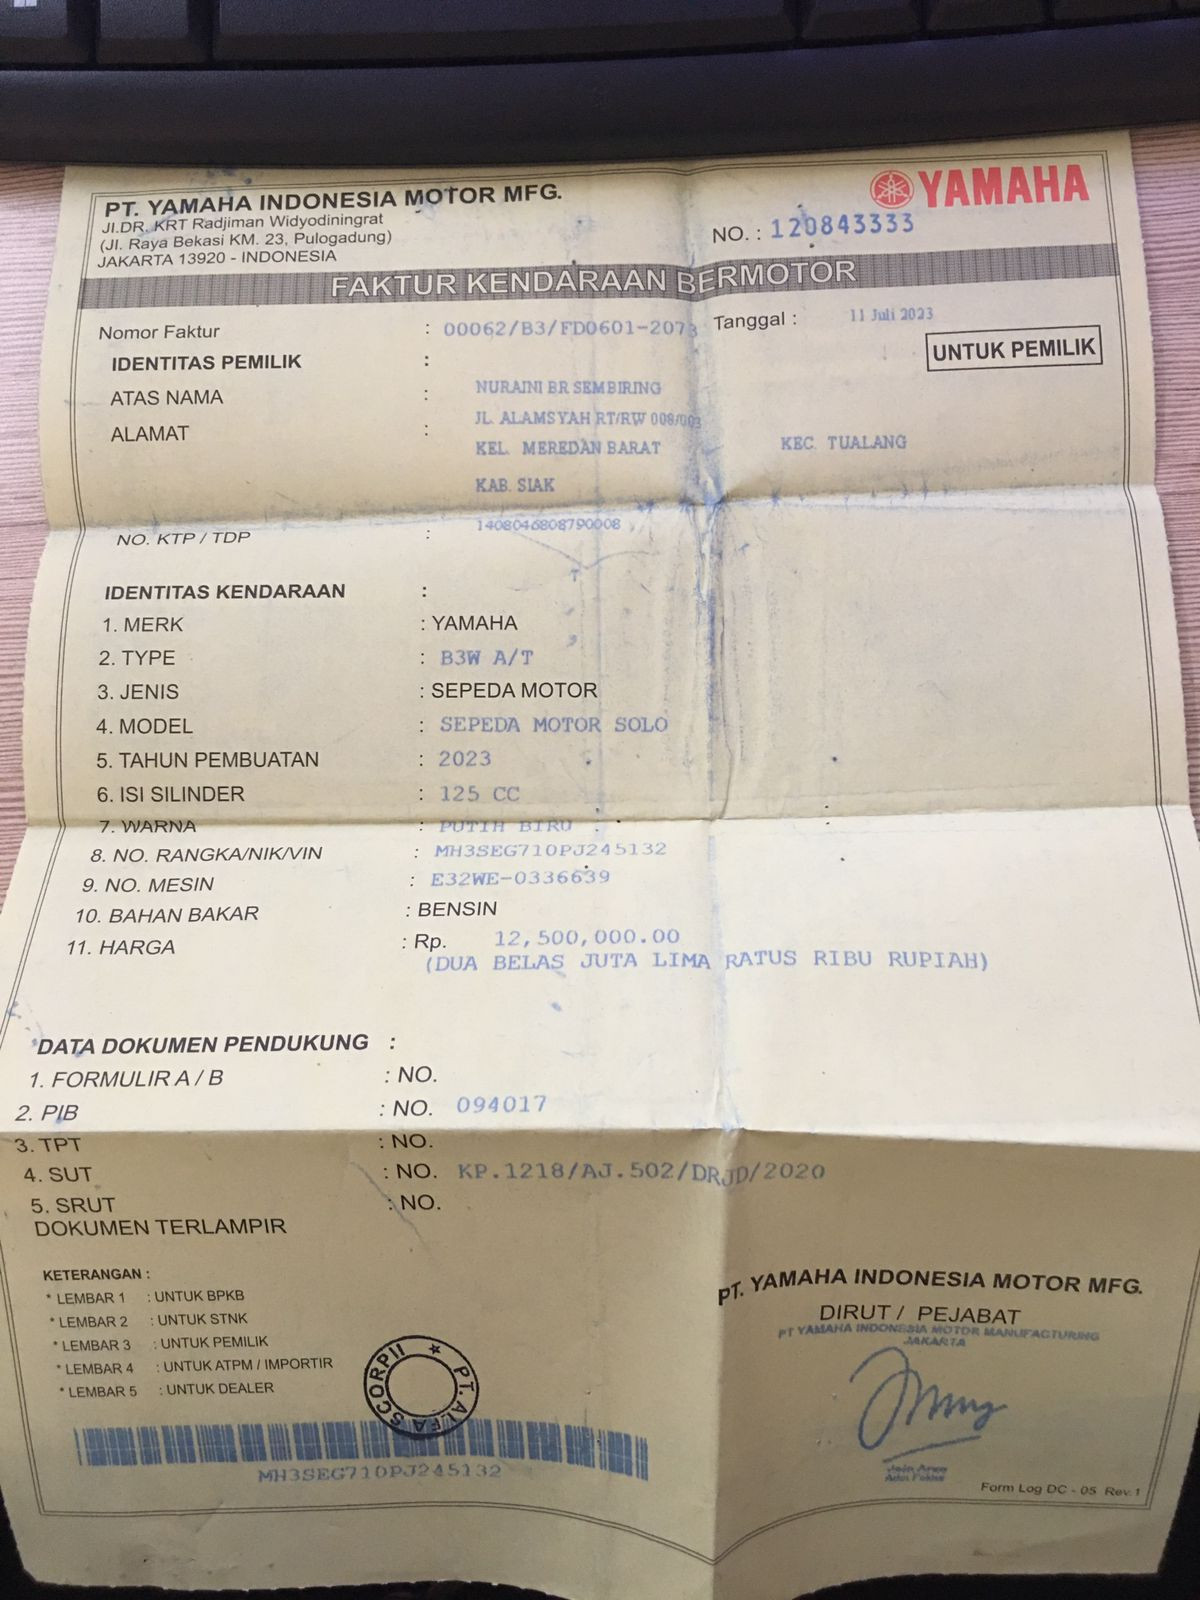 PT. YAMAHA INDONESIA MOTOR MFG.
Jl.DR. KRT Radjiman Widyodiningrat
(Jl. Raya Bekasi KM. 23, Pulogadung)
JAKARTA 13920 - INDONESIA
YAMAHA
NO. : 120843333
FAKTUR KENDARAAN BERMOTOR
Nomor Faktur : 00062/B3/FD0601-2073 Tanggal : 11 Juli 2023
IDENTITAS PEMILIK :
UNTUK PEMILIK
ATAS NAMA : NURAINI BR SEMBIRING
ALAMAT : JL. ALAMSYAH RT/RW 008/003
KEL. MEREDAN BARAT KEC. TUALANG
KAB. SIAK
NO. KTP / TDP : 1408046808790008
IDENTITAS KENDARAAN :
1. MERK : YAMAHA
2. TYPE : B3W A/T
3. JENIS : SEPEDA MOTOR
4. MODEL : SEPEDA MOTOR SOLO
5. TAHUN PEMBUATAN : 2023
6. ISI SILINDER : 125 CC
7. WARNA : PUTIH BIRU
8. NO. RANGKA/NIK/VIN : MH3SEG710PJ245132
9. NO. MESIN : E32WE-0336639
10. BAHAN BAKAR : BENSIN
11. HARGA : Rp. 12,500,000.00
(DUA BELAS JUTA LIMA RATUS RIBU RUPIAH)
DATA DOKUMEN PENDUKUNG :
1. FORMULIR A / B : NO.
2. PIB : NO. 094017
3. TPT : NO.
4. SUT : NO. KP.1218/AJ.502/DRJD/2020
5. SRUT : NO.
DOKUMEN TERLAMPIR
KETERANGAN :
* LEMBAR 1 : UNTUK BPKB
* LEMBAR 2 : UNTUK STNK
* LEMBAR 3 : UNTUK PEMILIK
* LEMBAR 4 : UNTUK ATPM / IMPORTIR
* LEMBAR 5 : UNTUK DEALER
PT. YAMAHA INDONESIA MOTOR MFG.
DIRUT / PEJABAT
PT YAMAHA INDONESIA MOTOR MANUFACTURING
JAKARTA
PT. ALFA SCORPII
MH3SEG710PJ245132
Form Log DC - 05 Rev.1